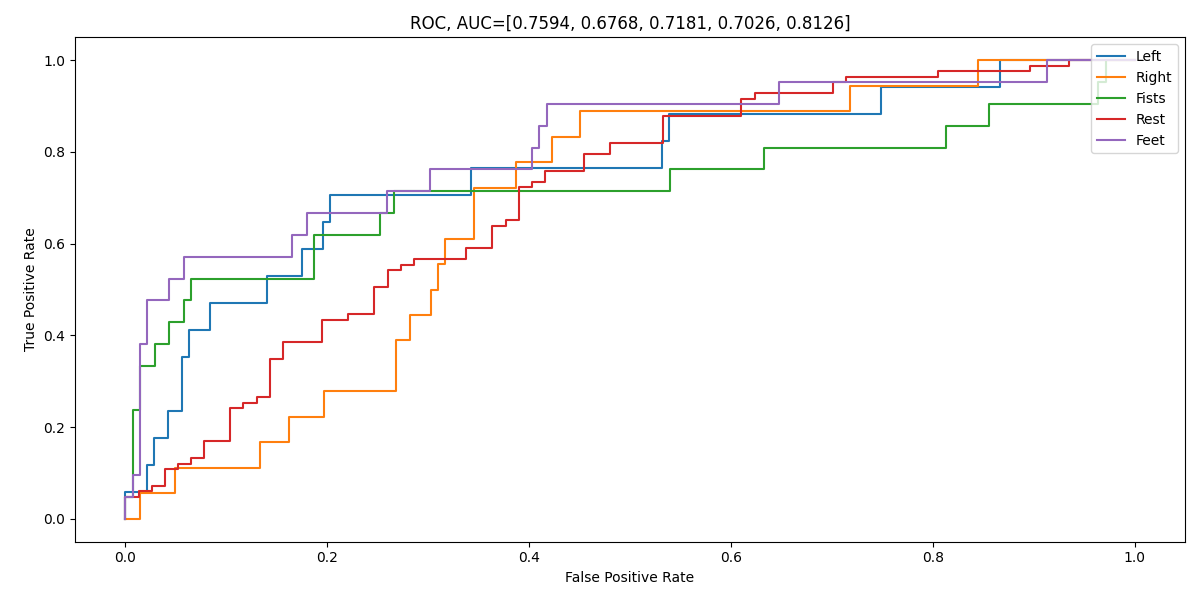 ROC, AUC=[0.7594, 0.6768, 0.7181, 0.7026, 0.8126]
True Positive Rate
1.0
0.8
0.6
0.4
0.2
0.0
Left
Right
Fists
Rest
Feet
0.0 0.2 0.4 0.6 0.8 1.0
False Positive Rate